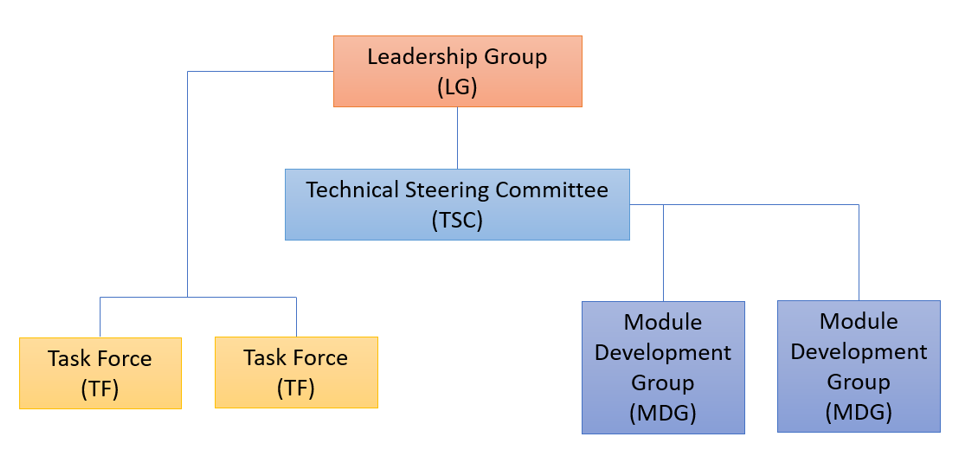 Leadership Group
(LG)
Technical Steering Committee
(TSC)
Task Force
(TF)
Task Force
(TF)
Module
Development
Group
(MDG)
Module
Development
Group
(MDG)